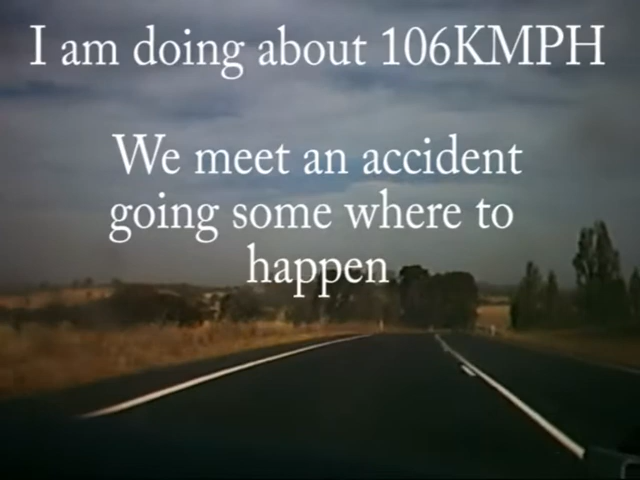 I am doing about 106KMPH
We meet an accident
going some where to
happen